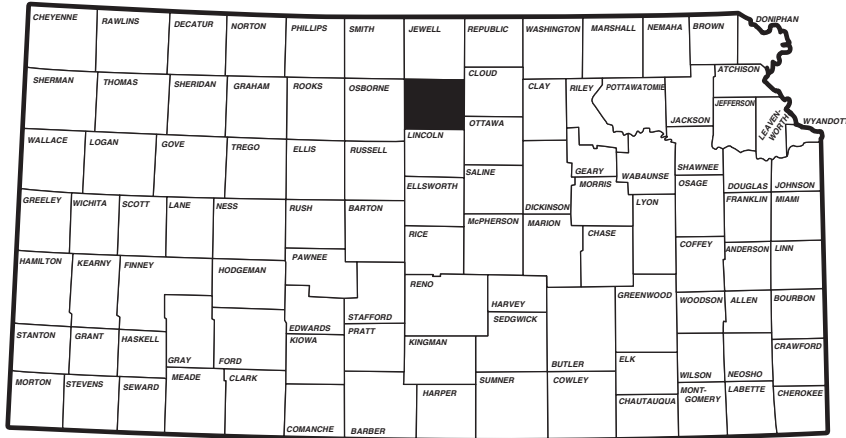 CHEYENNE
RAWLINS
DECATUR
NORTON
PHILLIPS
SMITH
JEWELL
REPUBLIC
WASHINGTON
MARSHALL
NEMAHA
BROWN
DONIPHAN
SHERMAN
THOMAS
SHERIDAN
GRAHAM
ROOKS
OSBORNE
CLOUD
CLAY
RILEY
POTTAWATOMIE
ATCHISON
JACKSON
JEFFERSON
LEAVEN-
WORTH
WYANDOTT
WALLACE
LOGAN
GOVE
TREGO
ELLIS
RUSSELL
LINCOLN
OTTAWA
SALINE
DICKINSON
GEARY
MORRIS
WABAUNSE
SHAWNEE
OSAGE
DOUGLAS
JOHNSON
GREELEY
WICHITA
SCOTT
LANE
NESS
RUSH
BARTON
ELLSWORTH
RICE
McPHERSON
MARION
CHASE
LYON
COFFEY
FRANKLIN
MIAMI
ANDERSON
LINN
HAMILTON
KEARNY
FINNEY
HODGEMAN
PAWNEE
EDWARDS
STAFFORD
RENO
HARVEY
SEDGWICK
BUTLER
GREENWOOD
WOODSON
ALLEN
BOURBON
STANTON
GRANT
HASKELL
GRAY
FORD
KIOWA
PRATT
KINGMAN
ELK
WILSON
NEOSHO
CRAWFORD
MORTON
STEVENS
SEWARD
MEADE
CLARK
COMANCHE
BARBER
HARPER
SUMNER
COWLEY
CHAUTAUQUA
MONT-
GOMERY
LABETTE
CHEROKEE